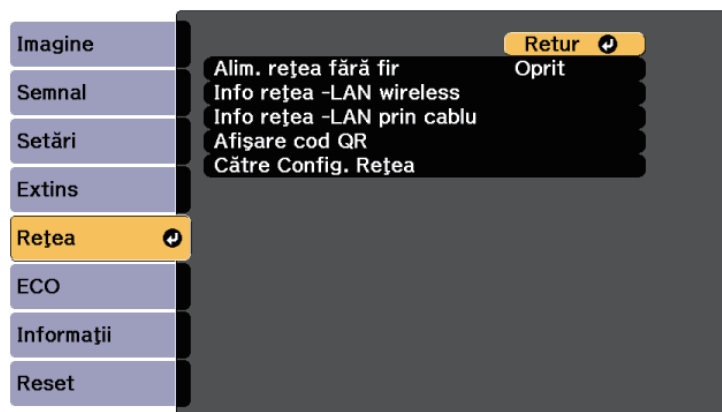 Imagine
Semnal
Setări
Extins
Reţea
ECO
Informaţii
Reset
Retur
Alim. reţea fără fir Oprit
Info reţea -LAN wireless
Info reţea -LAN prin cablu
Afişare cod QR
Către Config. Reţea